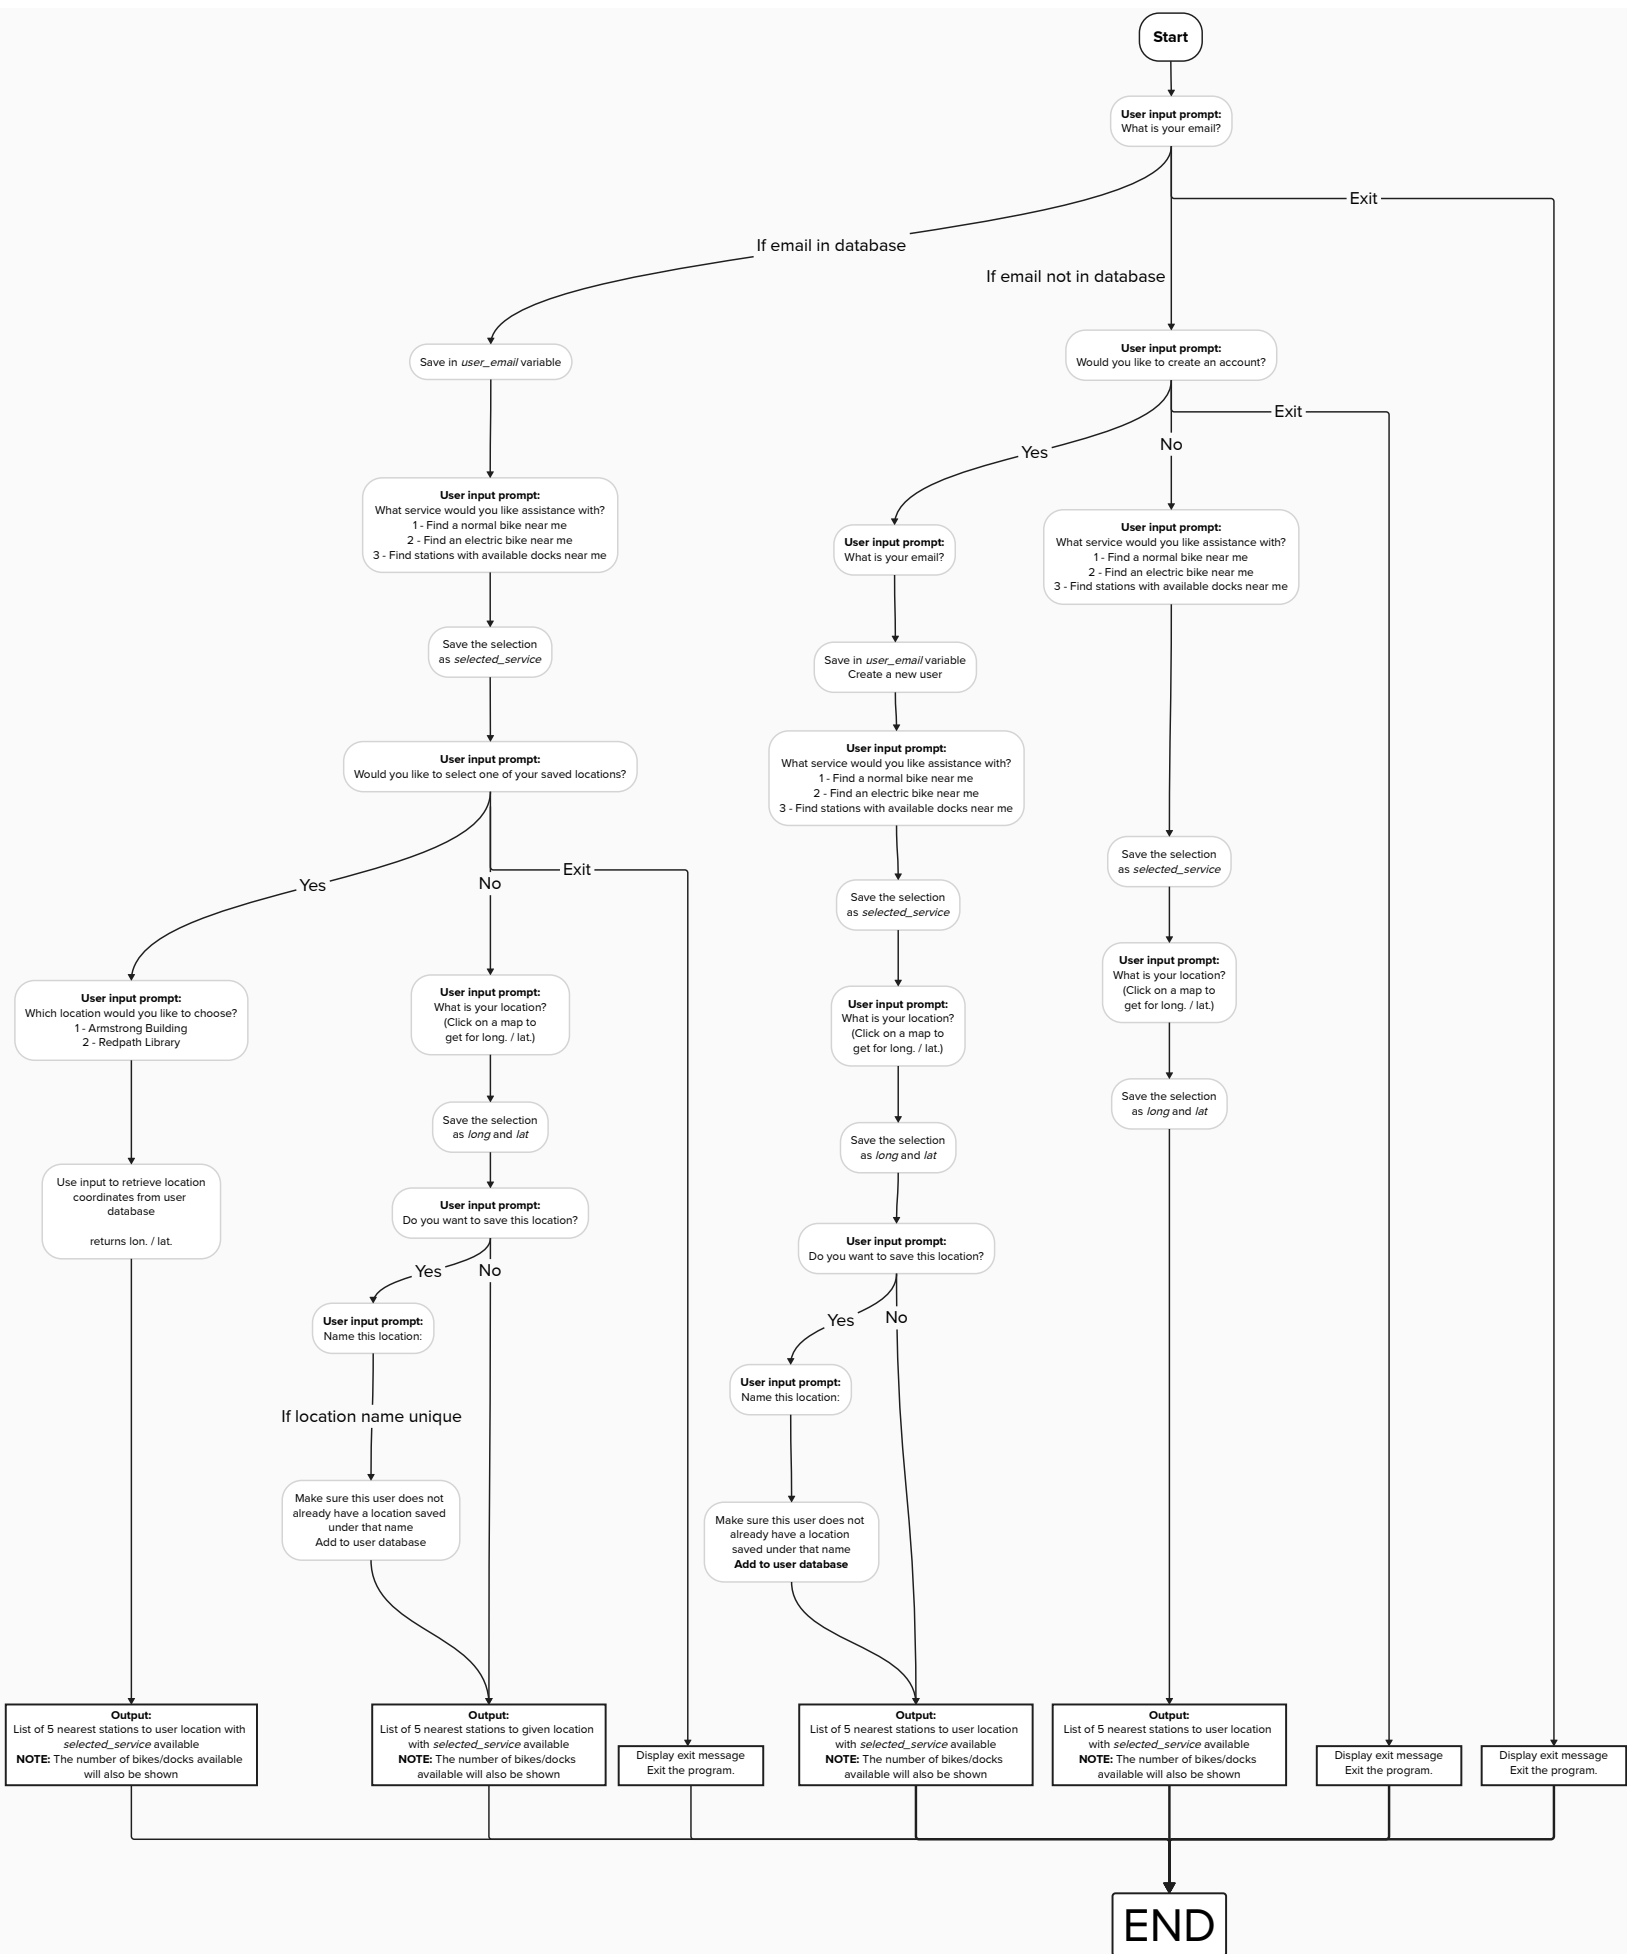 Start
User input prompt:
What is your email?
Exit
If email in database
If email not in database
Save in user_email variable
User input prompt:
Would you like to create an account?
Exit
No
Yes
User input prompt:
What service would you like assistance with?
1 - Find a normal bike near me
2 - Find an electric bike near me
3 - Find stations with available docks near me
User input prompt:
What is your email?
User input prompt:
What service would you like assistance with?
1 - Find a normal bike near me
2 - Find an electric bike near me
3 - Find stations with available docks near me
Save the selection
as selected_service
Save in user_email variable
Create a new user
User input prompt:
Would you like to select one of your saved locations?
User input prompt:
What service would you like assistance with?
1 - Find a normal bike near me
2 - Find an electric bike near me
3 - Find stations with available docks near me
Save the selection
as selected_service
Exit
Yes
No
Save the selection
as selected_service
User input prompt:
Which location would you like to choose?
1 - Armstrong Building
2 - Redpath Library
User input prompt:
What is your location?
(Click on a map to
get for long. / lat.)
User input prompt:
What is your location?
(Click on a map to
get for long. / lat.)
User input prompt:
What is your location?
(Click on a map to
get for long. / lat.)
Save the selection
as long and lat
Save the selection
as long and lat
Save the selection
as long and lat
Use input to retrieve location
coordinates from user
database
returns lon. / lat.
User input prompt:
Do you want to save this location?
User input prompt:
Do you want to save this location?
Yes
No
Yes
No
User input prompt:
Name this location:
User input prompt:
Name this location:
If location name unique
Make sure this user does not
already have a location saved
under that name
Add to user database
Make sure this user does not
already have a location
saved under that name
Add to user database
Output:
List of 5 nearest stations to user location with
selected_service available
NOTE: The number of bikes/docks available
will also be shown
Output:
List of 5 nearest stations to given location
with selected_service available
NOTE: The number of bikes/docks
available will also be shown
Display exit message
Exit the program.
Output:
List of 5 nearest stations to user location
with selected_service available
NOTE: The number of bikes/docks
available will also be shown
Output:
List of 5 nearest stations to user location
with selected_service available
NOTE: The number of bikes/docks
available will also be shown
Display exit message
Exit the program.
Display exit message
Exit the program.
END